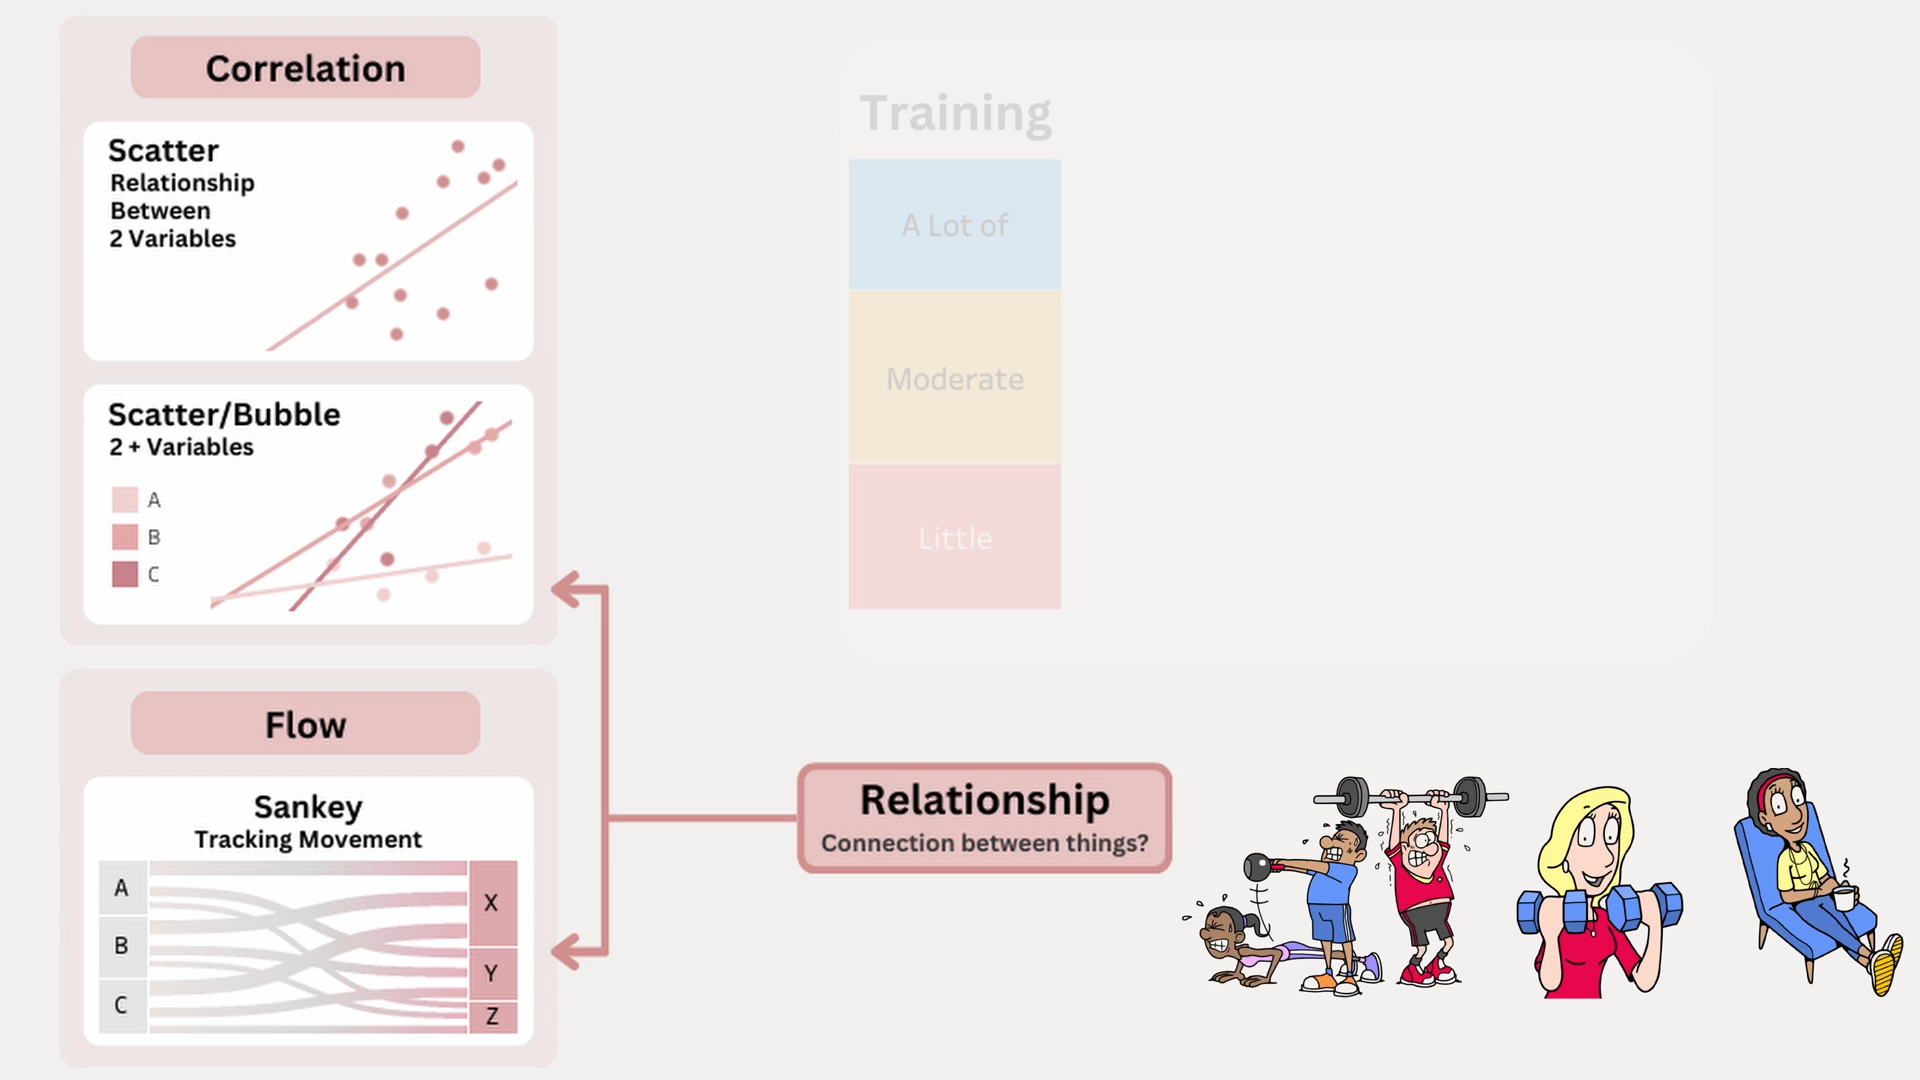 Correlation
Scatter
Relationship
Between
2 Variables
Scatter/Bubble
2 + Variables
A
B
C
Flow
Sankey
Tracking Movement
A
B
C
X
Y
Z
Training
A Lot of
Moderate
Little
Relationship
Connection between things?